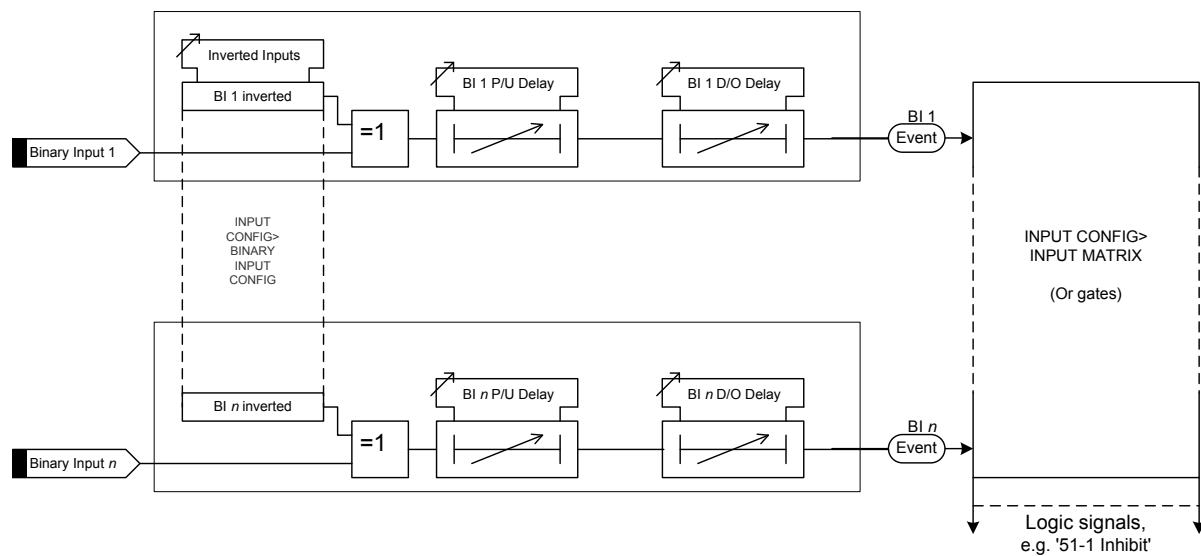 Inverted Inputs
BI 1 inverted
BI 1 P/U Delay
BI 1 D/O Delay
=1
Binary Input 1
BI 1
Event
INPUT
CONFIG>
BINARY
INPUT
CONFIG
INPUT CONFIG>
INPUT MATRIX
(Or gates)
BI n inverted
BI n P/U Delay
BI n D/O Delay
=1
Binary Input n
BI n
Event
Logic signals,
e.g. '51-1 Inhibit'